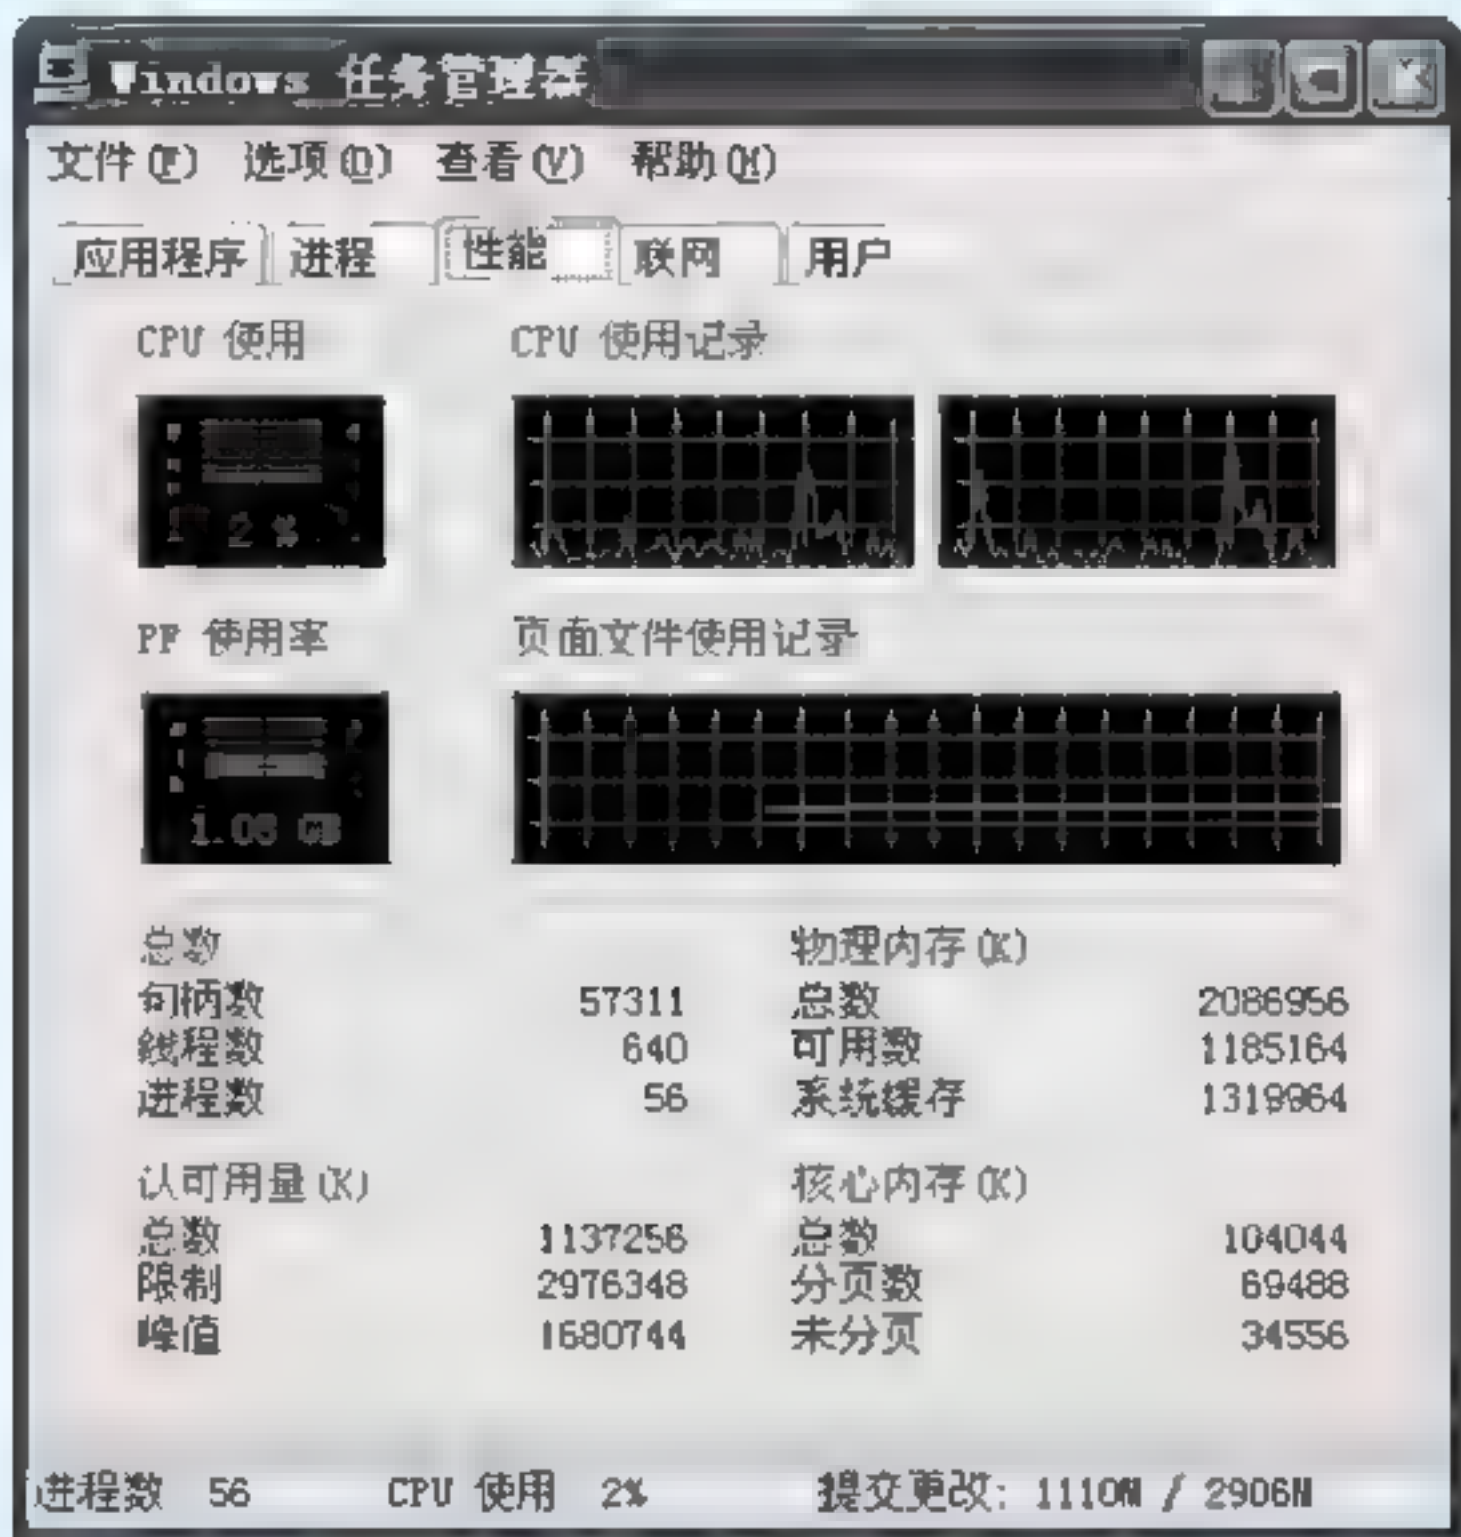 Windows 任务管理器
文件(F) 选项(O) 查看(V) 帮助(H)
应用程序 进程 性能 联网 用户
CPU 使用 CPU 使用记录
2 %
PF 使用率 页面文件使用记录
1.08 GB
总数 物理内存(K)
句柄数 57311 总数 2086956
线程数 640 可用数 1185164
进程数 56 系统缓存 1319964
认可用量(K) 核心内存(K)
总数 1137256 总数 104044
限制 2976348 分页数 69488
峰值 1680744 未分页 34556
进程数 56 CPU 使用 2% 提交更改: 1110M / 2906M